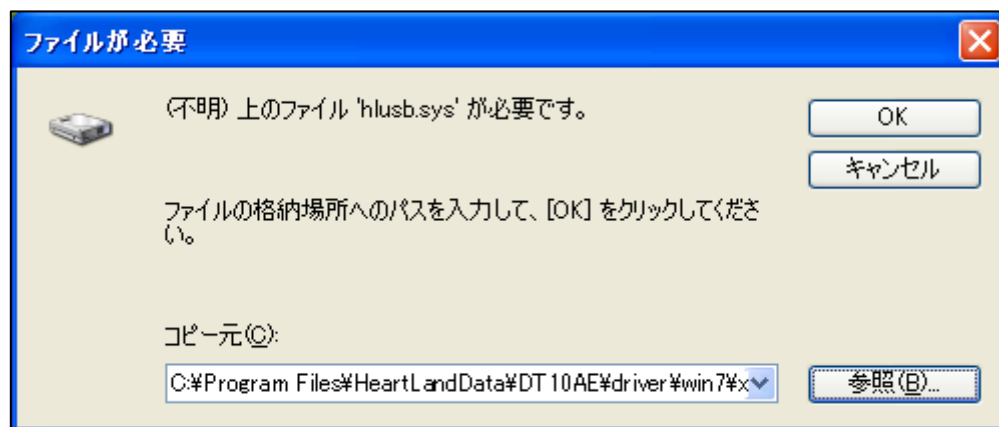 ファイルが必要
(不明) 上のファイル 'hlusb.sys' が必要です。
OK
キャンセル
ファイルの格納場所へのパスを入力して、[OK] をクリックしてくださ
い。
コピー元(C):
C:¥Program Files¥HeartLandData¥DT10AE¥driver¥win7¥x
参照(B)...